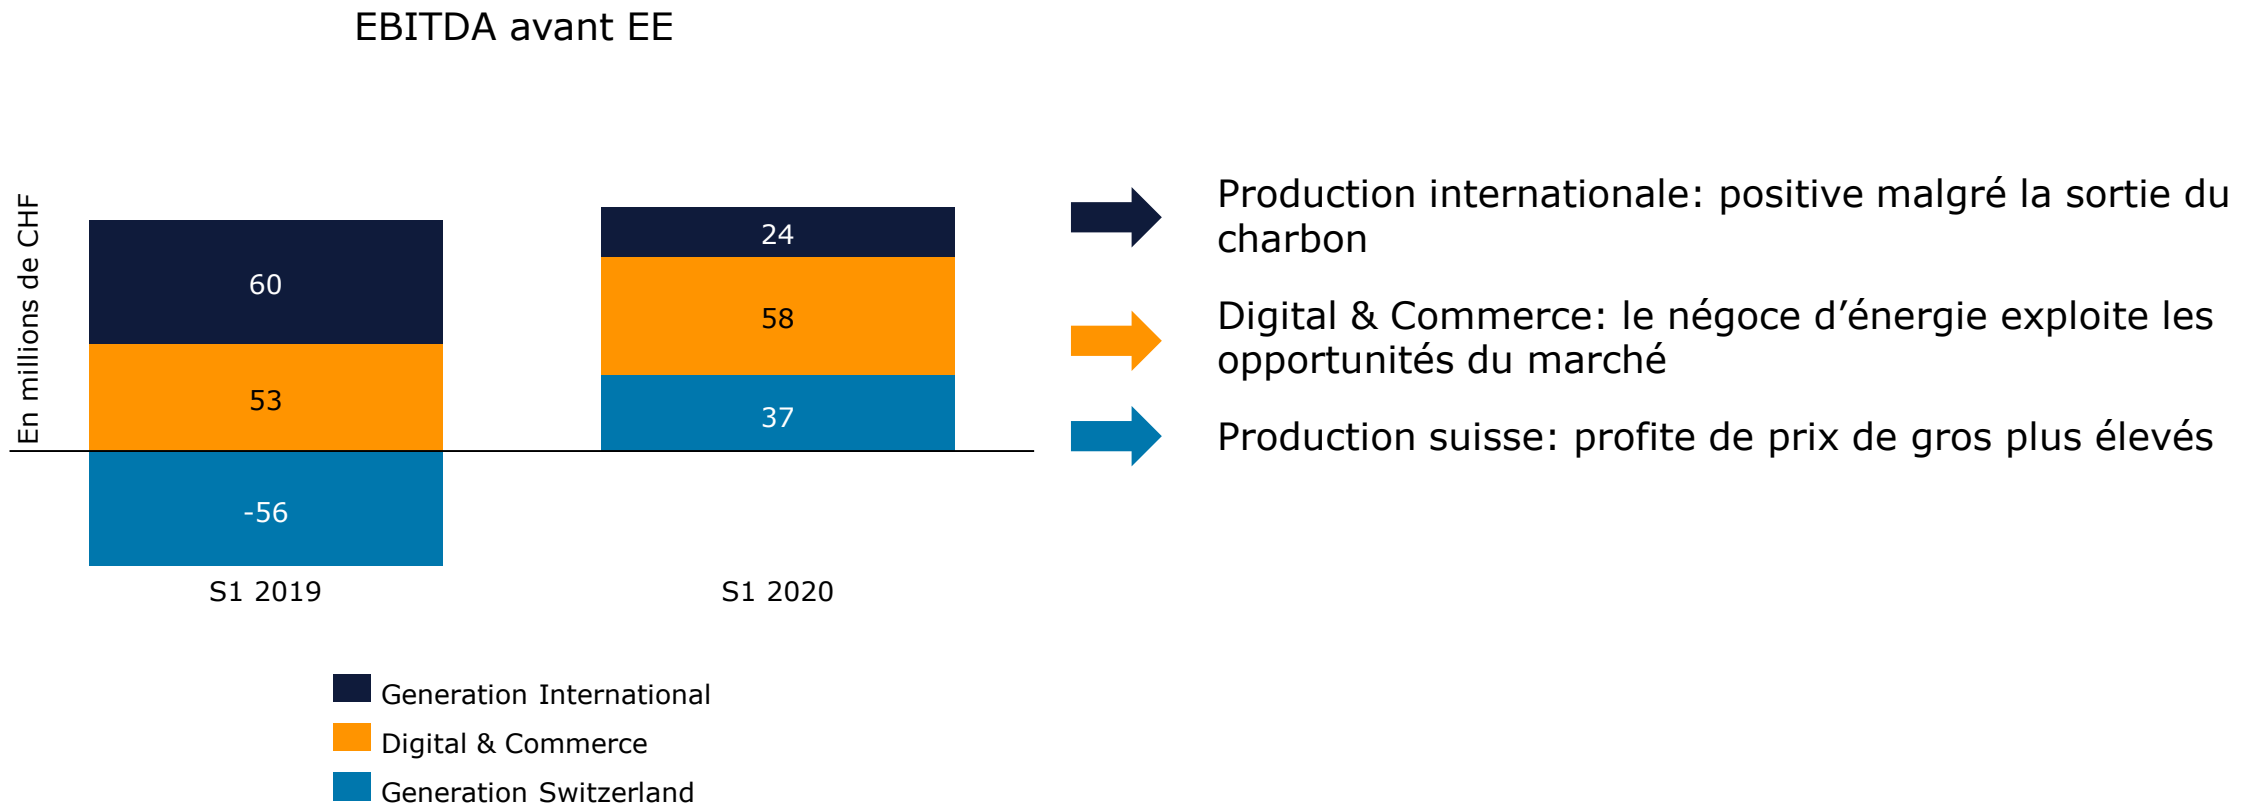 EBITDA avant EE
En millions de CHF
60
53
-56
24
58
37
S1 2019
S1 2020
Generation International
Digital & Commerce
Generation Switzerland
Production internationale: positive malgré la sortie du
charbon
Digital & Commerce: le négoce d’énergie exploite les
opportunités du marché
Production suisse: profite de prix de gros plus élevés